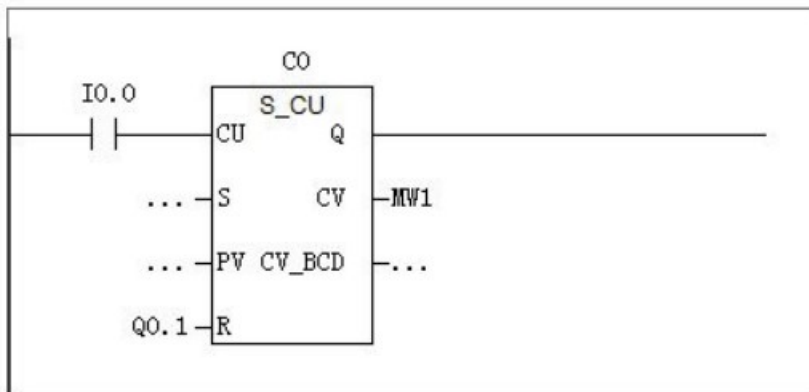 C0
I0.0
S_CU
CU Q
... S CV MW1
... PV CV_BCD ...
Q0.1 R